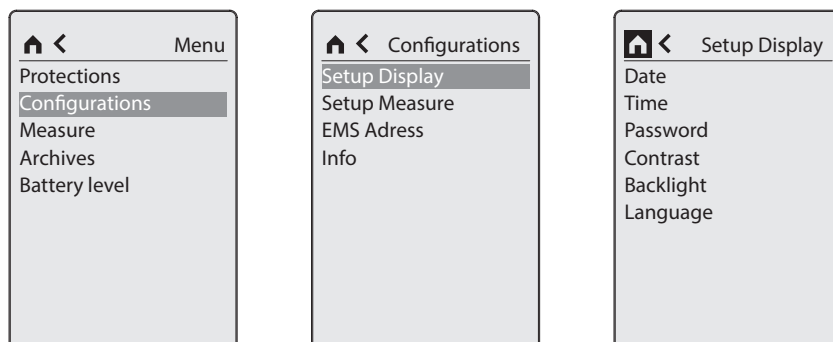 Menu
Protections
Configurations
Measure
Archives
Battery level
Configurations
Setup Display
Setup Measure
EMS Adress
Info
Setup Display
Date
Time
Password
Contrast
Backlight
Language